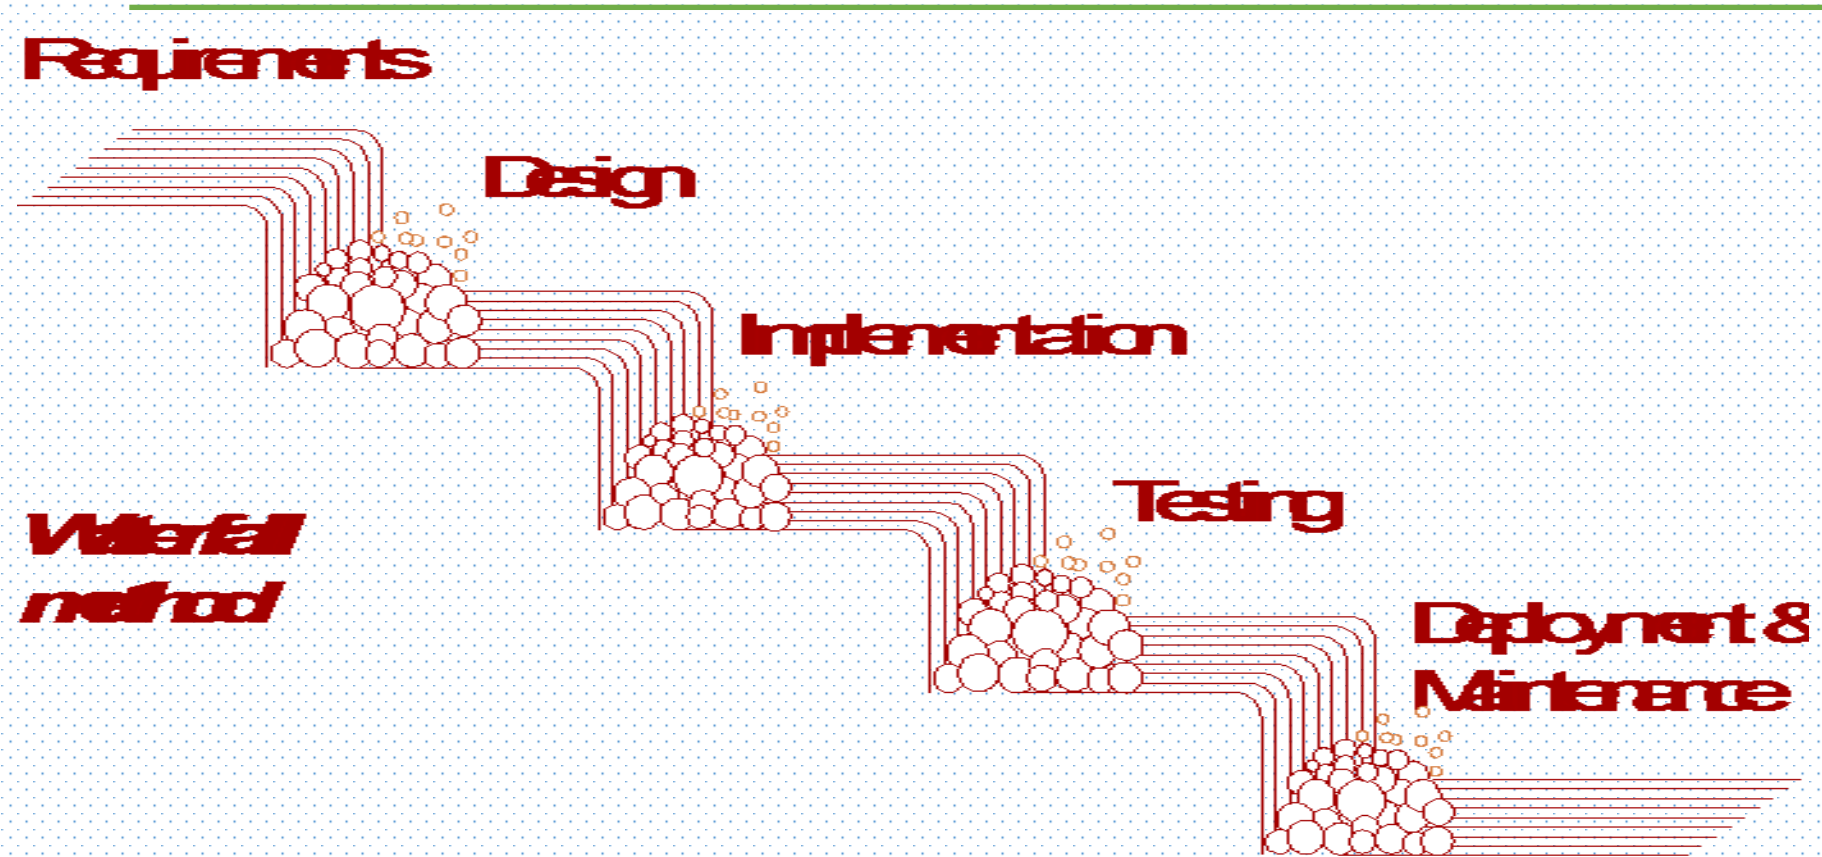 Requirements
Design
Implementation
Testing
Waterfall
method
Deployment &
Maintenance